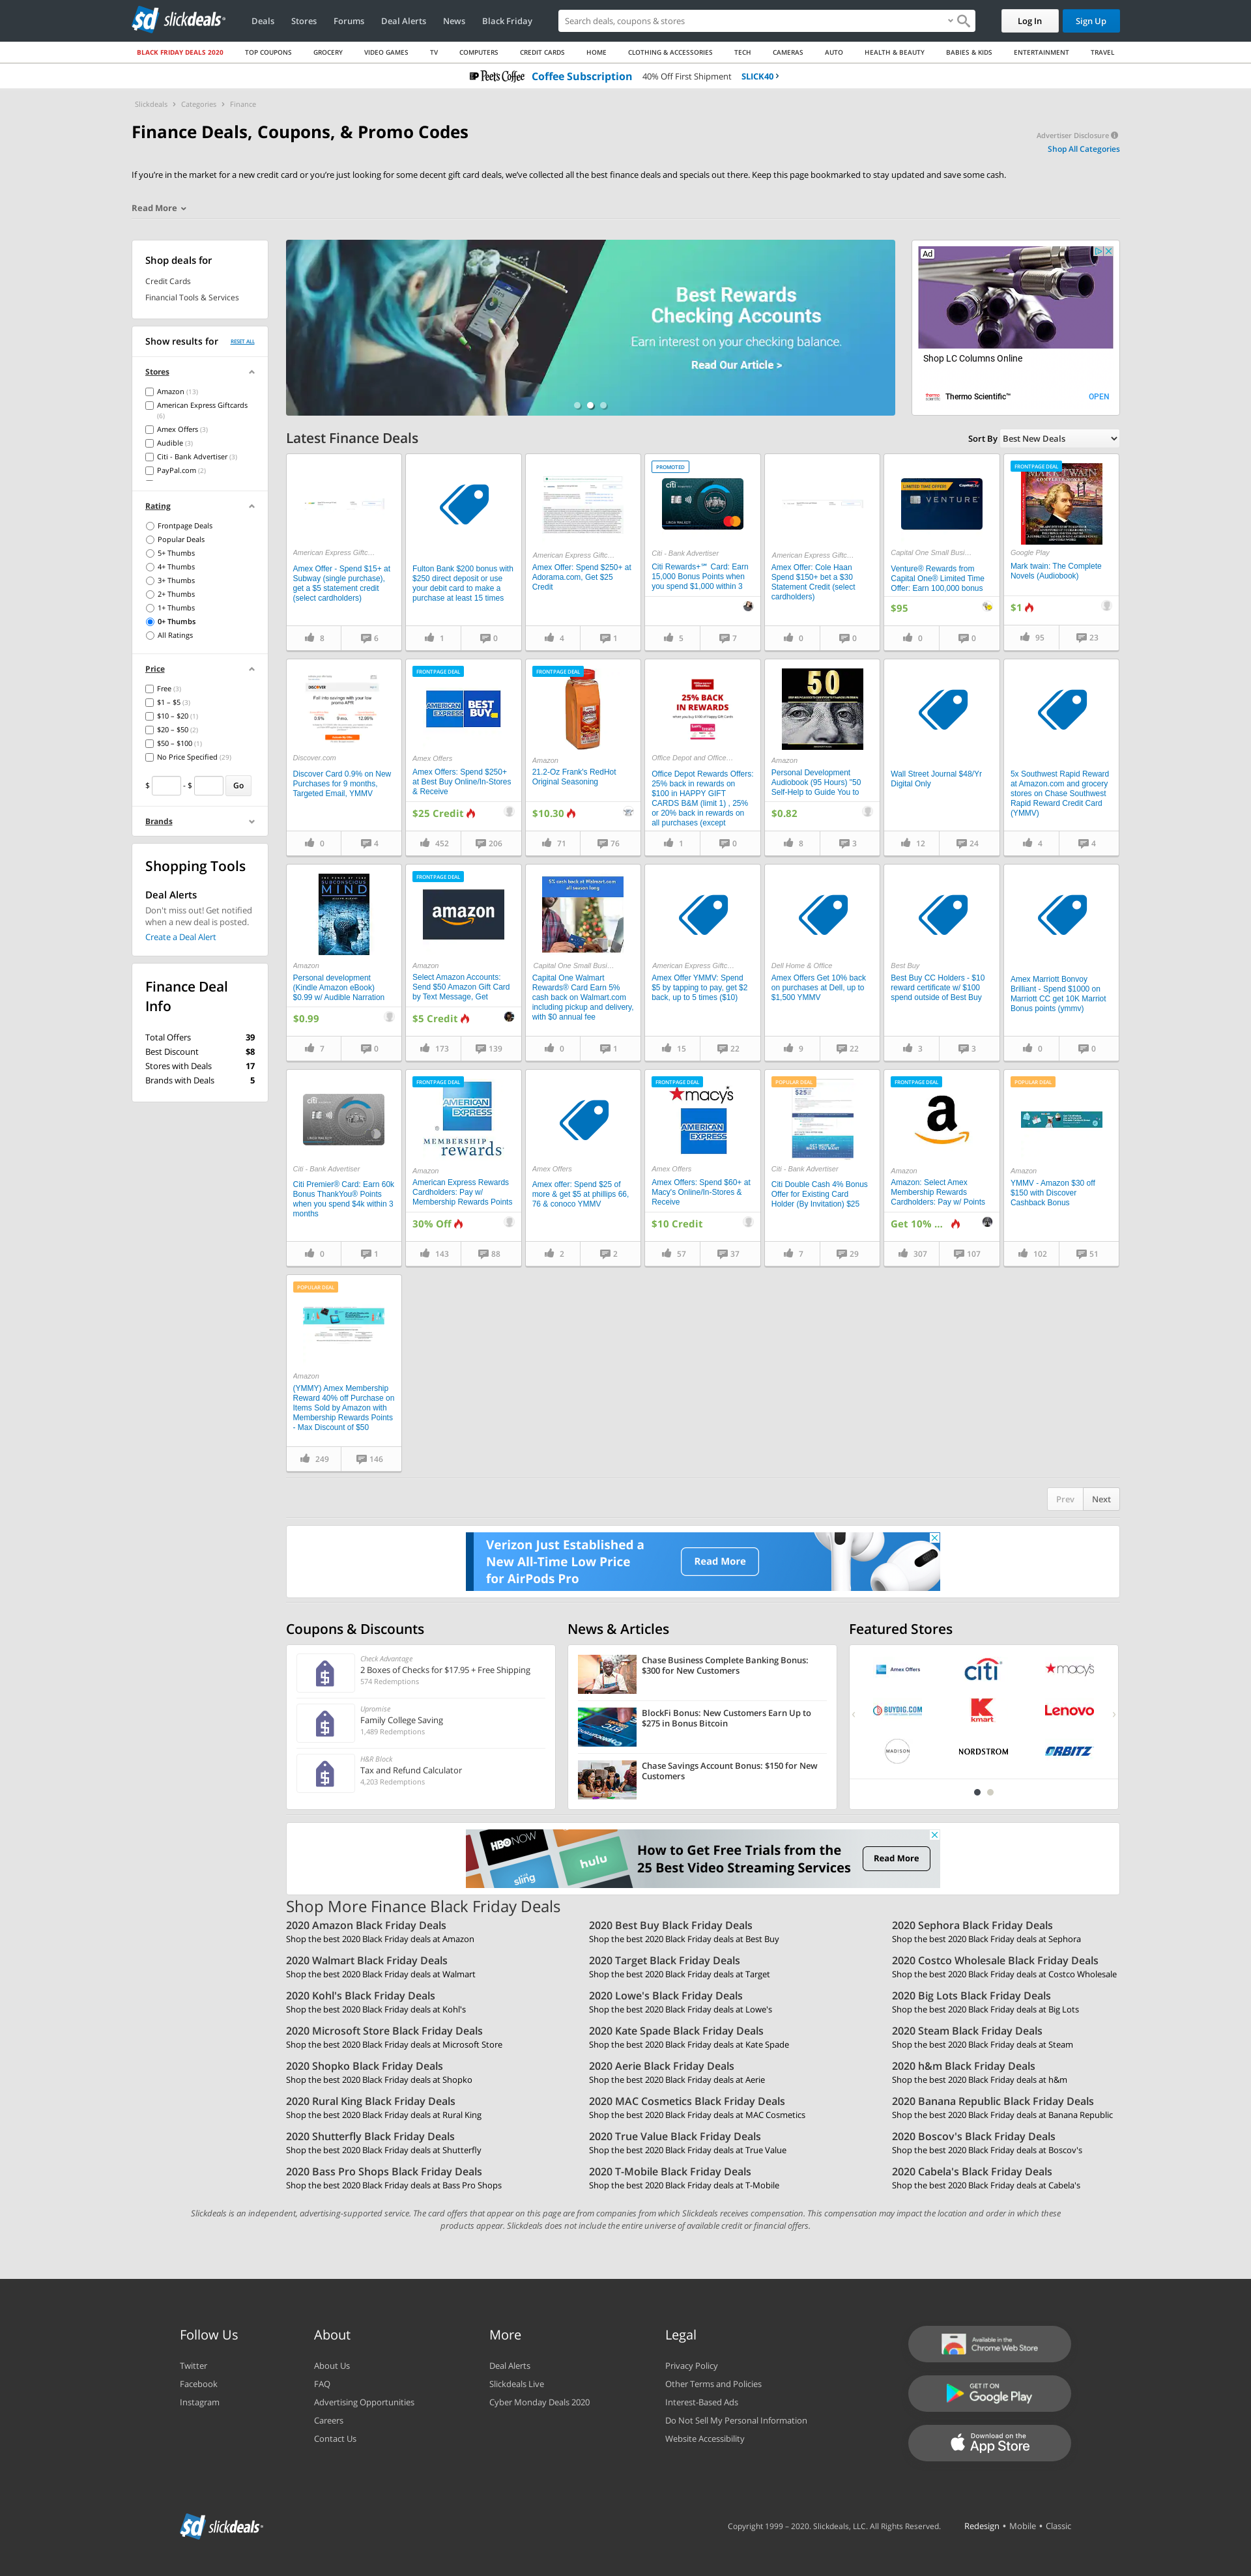 slickdeals
Deals Stores Forums Deal Alerts News Black Friday
Search deals, coupons & stores
Log In
Sign Up
BLACK FRIDAY DEALS 2020 TOP COUPONS GROCERY VIDEO GAMES TV COMPUTERS CREDIT CARDS HOME CLOTHING & ACCESSORIES TECH CAMERAS AUTO HEALTH & BEAUTY BABIES & KIDS ENTERTAINMENT TRAVEL
Peet's Coffee Coffee Subscription 40% Off First Shipment SLICK40 ›
Slickdeals › Categories › Finance
Finance Deals, Coupons, & Promo Codes
Advertiser Disclosure
Shop All Categories
If you're in the market for a new credit card or you're just looking for some decent gift card deals, we've collected all the best finance deals and specials out there. Keep this page bookmarked to stay updated and save some cash.
Read More
Shop deals for
Credit Cards
Financial Tools & Services
Show results for RESET ALL
Stores
Amazon (13)
American Express Giftcards
(6)
Amex Offers (3)
Audible (3)
Citi - Bank Advertiser (3)
PayPal.com (2)
Rating
Frontpage Deals
Popular Deals
5+ Thumbs
4+ Thumbs
3+ Thumbs
2+ Thumbs
1+ Thumbs
0+ Thumbs
All Ratings
Price
Free (3)
$1 – $5 (3)
$10 – $20 (1)
$20 – $50 (2)
$50 – $100 (1)
No Price Specified (29)
$ - $ Go
Brands
Shopping Tools
Deal Alerts
Don't miss out! Get notified
when a new deal is posted.
Create a Deal Alert
Finance Deal
Info
Total Offers 39
Best Discount $8
Stores with Deals 17
Brands with Deals 5
Best Rewards
Checking Accounts
Earn interest on your checking balance.
Read Our Article >
Ad
Shop LC Columns Online
Thermo Scientific™
OPEN
Latest Finance Deals
Sort By Best New Deals
American Express Giftc...
Amex Offer - Spend $15+ at
Subway (single purchase),
get a $5 statement credit
(select cardholders)
8 6
Fulton Bank $200 bonus with
$250 direct deposit or use
your debit card to make a
purchase at least 15 times
1 0
American Express Giftc...
Amex Offer: Spend $250+ at
Adorama.com, Get $25
Credit
4 1
PROMOTED
citi
Citi - Bank Advertiser
Citi Rewards+℠ Card: Earn
15,000 Bonus Points when
you spend $1,000 within 3
5 7
American Express Giftc...
Amex Offer: Cole Haan
Spend $150+ bet a $30
Statement Credit (select
cardholders)
0 0
LIMITED TIME OFFERS
VENTURE
Capital One Small Busi...
Venture® Rewards from
Capital One® Limited Time
Offer: Earn 100,000 bonus
$95
0 0
FRONTPAGE DEAL
MARK TWAIN
Google Play
Mark twain: The Complete
Novels (Audiobook)
$1
95 23
DISCOVER
Discover.com
Discover Card 0.9% on New
Purchases for 9 months,
Targeted Email, YMMV
0 4
FRONTPAGE DEAL
AMERICAN EXPRESS
BEST BUY
Amex Offers
Amex Offers: Spend $250+
at Best Buy Online/In-Stores
& Receive
$25 Credit
452 206
FRONTPAGE DEAL
Amazon
21.2-Oz Frank's RedHot
Original Seasoning
$10.30
71 76
25% BACK
IN REWARDS
Office Depot and Office...
Office Depot Rewards Offers:
25% back in rewards on
$100 in HAPPY GIFT
CARDS B&M (limit 1) , 25%
or 20% back in rewards on
all purchases (except
1 0
50
Amazon
Personal Development
Audiobook (95 Hours) "50
Self-Help to Guide You to
$0.82
8 3
Wall Street Journal $48/Yr
Digital Only
12 24
5x Southwest Rapid Reward
at Amazon.com and grocery
stores on Chase Southwest
Rapid Reward Credit Card
(YMMV)
4 4
THE POWER OF YOUR
SUBCONSCIOUS
MIND
Amazon
Personal development
(Kindle Amazon eBook)
$0.99 w/ Audible Narration
$0.99
7 0
FRONTPAGE DEAL
amazon
Amazon
Select Amazon Accounts:
Send $50 Amazon Gift Card
by Text Message, Get
$5 Credit
173 139
5% cash back at Walmart.com
all season long
Capital One Small Busi...
Capital One Walmart
Rewards® Card Earn 5%
cash back on Walmart.com
including pickup and delivery,
with $0 annual fee
0 1
American Express Giftc...
Amex Offer YMMV: Spend
$5 by tapping to pay, get $2
back, up to 5 times ($10)
15 22
Dell Home & Office
Amex Offers Get 10% back
on purchases at Dell, up to
$1,500 YMMV
9 22
Best Buy
Best Buy CC Holders - $10
reward certificate w/ $100
spend outside of Best Buy
3 3
Amex Marriott Bonvoy
Brilliant - Spend $1000 on
Marriott CC get 10K Marriot
Bonus points (ymmv)
0 0
citi
Citi - Bank Advertiser
Citi Premier® Card: Earn 60k
Bonus ThankYou® Points
when you spend $4k within 3
months
0 1
FRONTPAGE DEAL
AMERICAN EXPRESS
MEMBERSHIP
rewards
Amazon
American Express Rewards
Cardholders: Pay w/
Membership Rewards Points
30% Off
143 88
Amex Offers
Amex offer: Spend $25 of
more & get $5 at phillips 66,
76 & conoco YMMV
2 2
FRONTPAGE DEAL
macy's
AMERICAN EXPRESS
Amex Offers
Amex Offers: Spend $60+ at
Macy's Online/In-Stores &
Receive
$10 Credit
57 37
POPULAR DEAL
Citi - Bank Advertiser
Citi Double Cash 4% Bonus
Offer for Existing Card
Holder (By Invitation) $25
7 29
FRONTPAGE DEAL
a
Amazon
Amazon: Select Amex
Membership Rewards
Cardholders: Pay w/ Points
Get 10% ...
307 107
POPULAR DEAL
Amazon
YMMV - Amazon $30 off
$150 with Discover
Cashback Bonus
102 51
POPULAR DEAL
Amazon
(YMMY) Amex Membership
Reward 40% off Purchase on
Items Sold by Amazon with
Membership Rewards Points
- Max Discount of $50
249 146
Prev Next
Verizon Just Established a
New All-Time Low Price
for AirPods Pro
Read More
Coupons & Discounts
Check Advantage
2 Boxes of Checks for $17.95 + Free Shipping
574 Redemptions
Upromise
Family College Saving
1,489 Redemptions
H&R Block
Tax and Refund Calculator
4,203 Redemptions
News & Articles
Chase Business Complete Banking Bonus:
$300 for New Customers
BlockFi Bonus: New Customers Earn Up to
$275 in Bonus Bitcoin
Chase Savings Account Bonus: $150 for New
Customers
Featured Stores
Amex Offers citi macy's
BUYDIG.COM kmart Lenovo
MADISON NORDSTROM ORBITZ
HBO NOW
sling
hulu
How to Get Free Trials from the
25 Best Video Streaming Services
Read More
Shop More Finance Black Friday Deals
2020 Amazon Black Friday Deals
Shop the best 2020 Black Friday deals at Amazon
2020 Best Buy Black Friday Deals
Shop the best 2020 Black Friday deals at Best Buy
2020 Sephora Black Friday Deals
Shop the best 2020 Black Friday deals at Sephora
2020 Walmart Black Friday Deals
Shop the best 2020 Black Friday deals at Walmart
2020 Target Black Friday Deals
Shop the best 2020 Black Friday deals at Target
2020 Costco Wholesale Black Friday Deals
Shop the best 2020 Black Friday deals at Costco Wholesale
2020 Kohl's Black Friday Deals
Shop the best 2020 Black Friday deals at Kohl's
2020 Lowe's Black Friday Deals
Shop the best 2020 Black Friday deals at Lowe's
2020 Big Lots Black Friday Deals
Shop the best 2020 Black Friday deals at Big Lots
2020 Microsoft Store Black Friday Deals
Shop the best 2020 Black Friday deals at Microsoft Store
2020 Kate Spade Black Friday Deals
Shop the best 2020 Black Friday deals at Kate Spade
2020 Steam Black Friday Deals
Shop the best 2020 Black Friday deals at Steam
2020 Shopko Black Friday Deals
Shop the best 2020 Black Friday deals at Shopko
2020 Aerie Black Friday Deals
Shop the best 2020 Black Friday deals at Aerie
2020 h&m Black Friday Deals
Shop the best 2020 Black Friday deals at h&m
2020 Rural King Black Friday Deals
Shop the best 2020 Black Friday deals at Rural King
2020 MAC Cosmetics Black Friday Deals
Shop the best 2020 Black Friday deals at MAC Cosmetics
2020 Banana Republic Black Friday Deals
Shop the best 2020 Black Friday deals at Banana Republic
2020 Shutterfly Black Friday Deals
Shop the best 2020 Black Friday deals at Shutterfly
2020 True Value Black Friday Deals
Shop the best 2020 Black Friday deals at True Value
2020 Boscov's Black Friday Deals
Shop the best 2020 Black Friday deals at Boscov's
2020 Bass Pro Shops Black Friday Deals
Shop the best 2020 Black Friday deals at Bass Pro Shops
2020 T-Mobile Black Friday Deals
Shop the best 2020 Black Friday deals at T-Mobile
2020 Cabela's Black Friday Deals
Shop the best 2020 Black Friday deals at Cabela's
Slickdeals is an independent, advertising-supported service. The card offers that appear on this page are from companies from which Slickdeals receives compensation. This compensation may impact the location and order in which these
products appear. Slickdeals does not include the entire universe of available credit or financial offers.
Follow Us
Twitter
Facebook
Instagram
About
About Us
FAQ
Advertising Opportunities
Careers
Contact Us
More
Deal Alerts
Slickdeals Live
Cyber Monday Deals 2020
Legal
Privacy Policy
Other Terms and Policies
Interest-Based Ads
Do Not Sell My Personal Information
Website Accessibility
Available in the
Chrome Web Store
GET IT ON
Google Play
Download on the
App Store
slickdeals
Copyright 1999 – 2020. Slickdeals, LLC. All Rights Reserved.
Redesign • Mobile • Classic